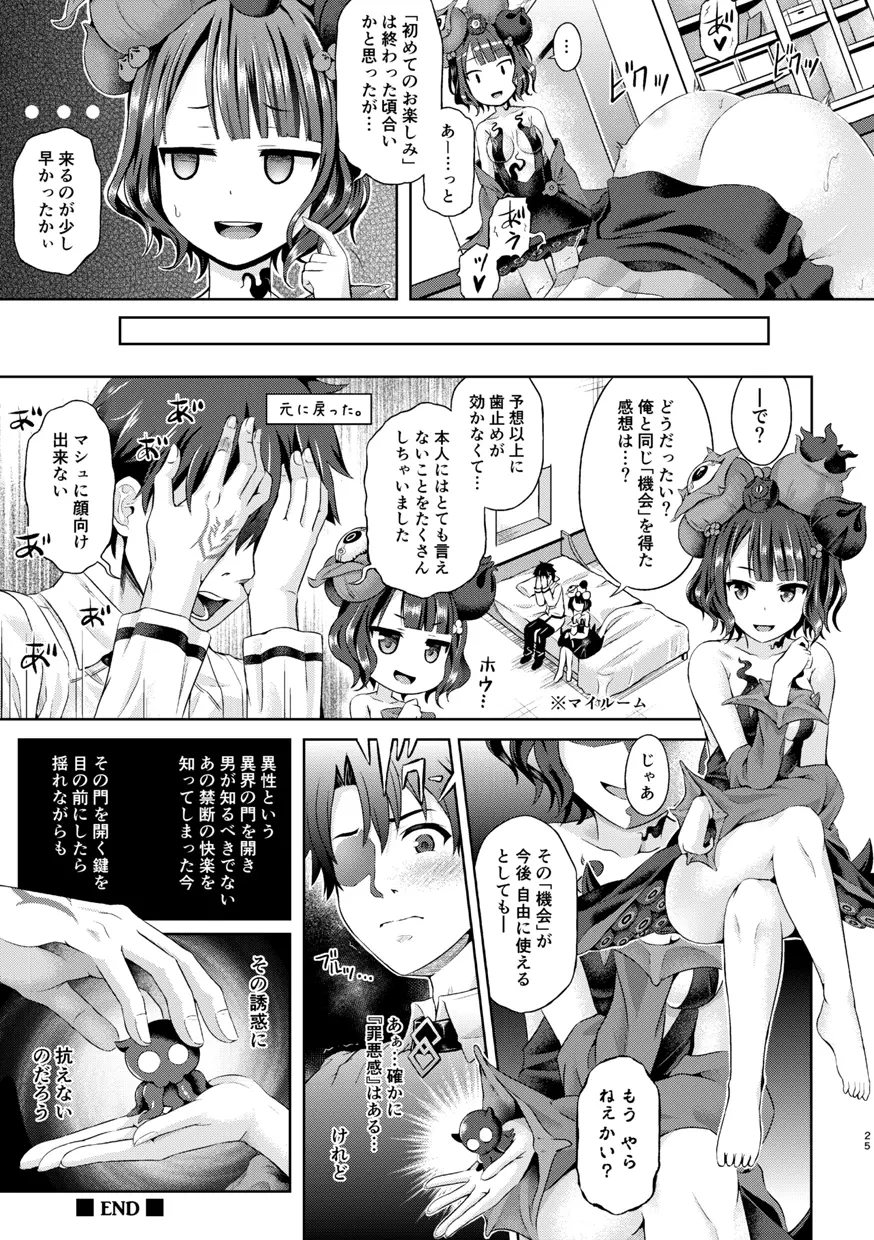 …
あー…っと
「初めてのお楽しみ」
は終わった頃合い
かと思ったが…
来るのが少し
早かったかぃ
ーで?
どうだったい?
俺と同じ「機会」を得た
感想は…?
予想以上に
歯止めが
効かなくて…
本人にはとても言え
ないことをたくさん
しちゃいました
ホウ…
※マイルーム
元に戻った。
マシュに顔向け
出来ない
じゃあ
その「機会」が
今後 自由に使える
としてもー
もう やら
ねえかい?
ブルッ…
あぁ…確かに
『罪悪感』はある…
けれど
異性という
異界の門を開き
男が知るべきでない
あの禁断の快楽を
知ってしまった今
その門を開く鍵を
目の前にしたら
揺れながらも
その誘惑に
抗えない
のだろう
■ END ■
25